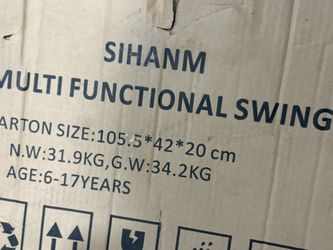 SIHANM
MULTI FUNCTIONAL SWING
ARTON SIZE:105.5*42*20 cm
N.W:31.9KG,G.W:34.2KG
AGE:6-17YEARS